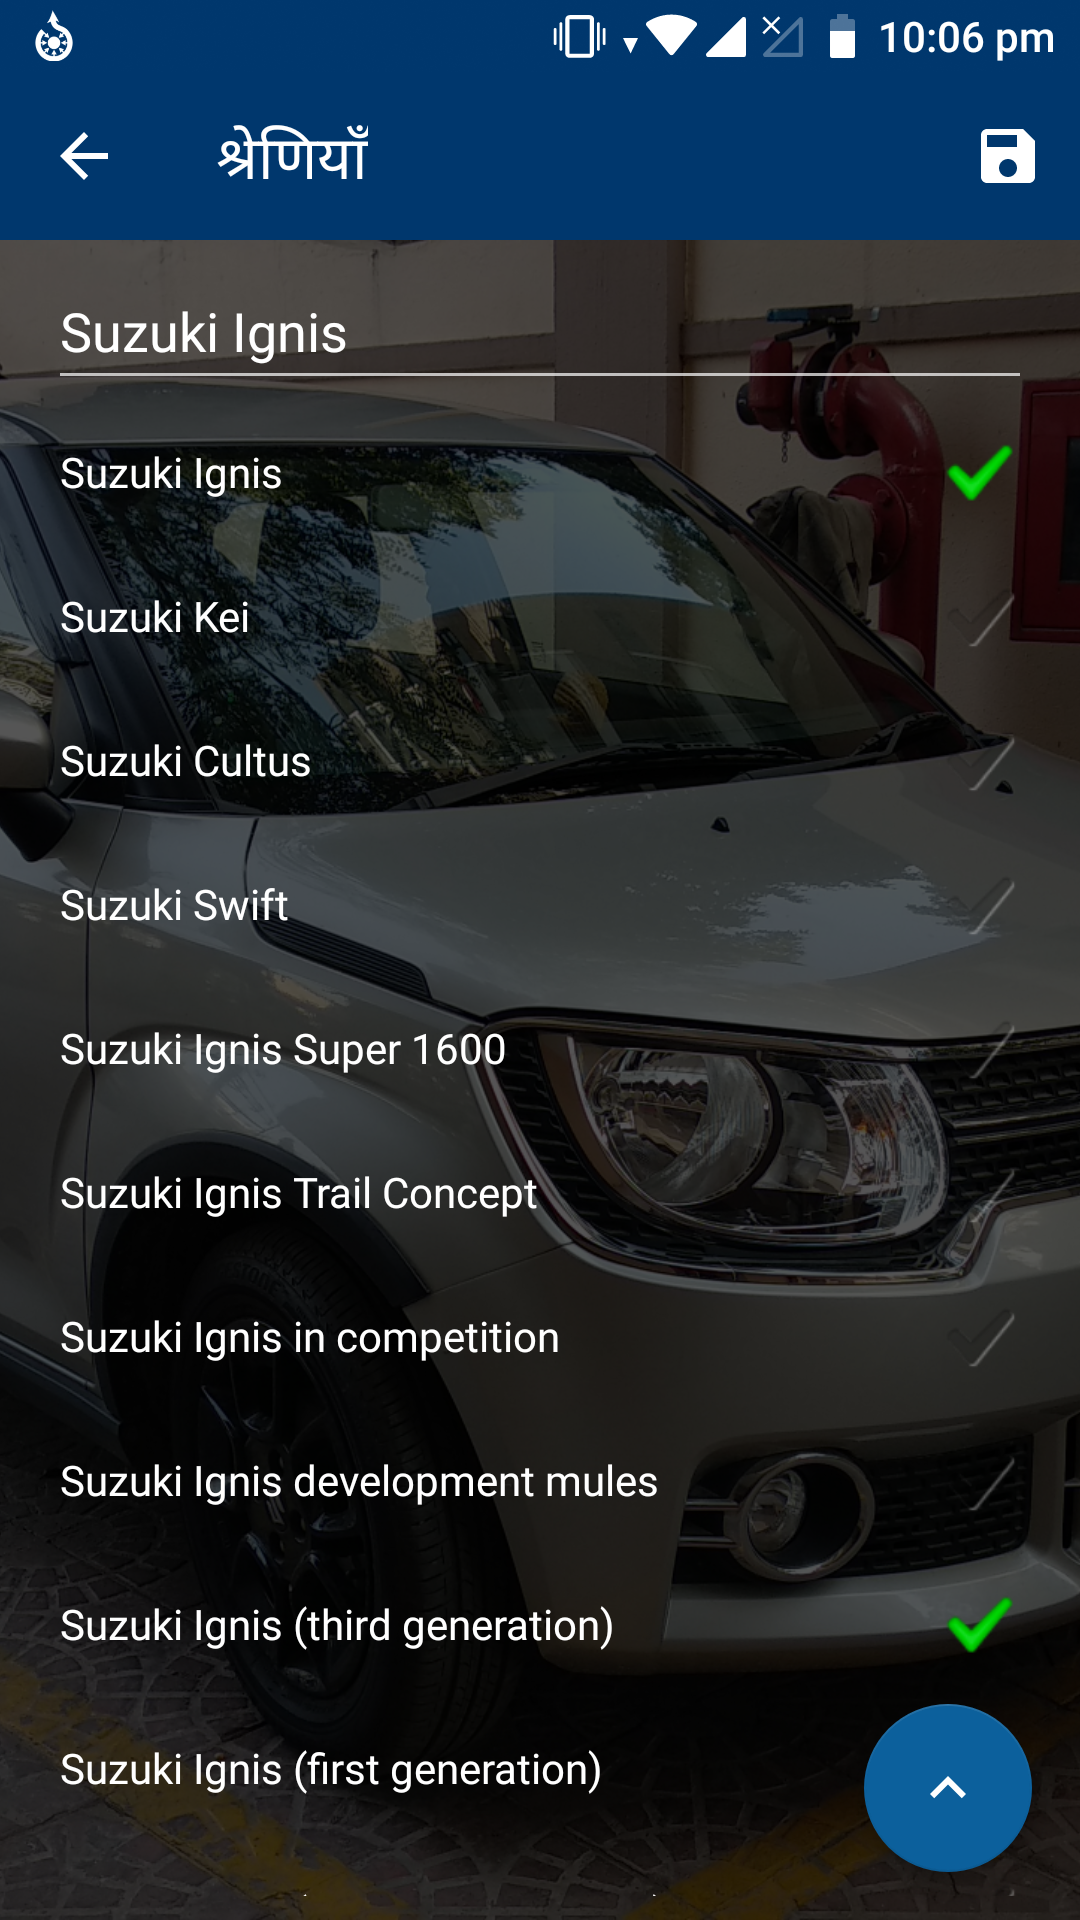 10:06 pm
श्रेणियाँ
Suzuki Ignis
Suzuki Ignis
Suzuki Kei
Suzuki Cultus
Suzuki Swift
Suzuki Ignis Super 1600
Suzuki Ignis Trail Concept
Suzuki Ignis in competition
Suzuki Ignis development mules
Suzuki Ignis (third generation)
Suzuki Ignis (first generation)